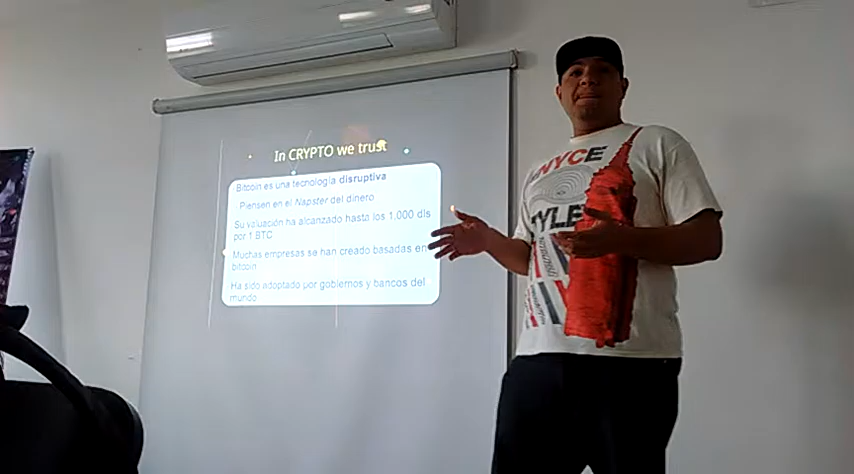 In CRYPTO we trust
Bitcoin es una tecnología disruptiva
Piensen en el Napster del dinero
Su valuación ha alcanzado hasta los 1,000 dls
por 1 BTC
Muchas empresas se han creado basadas en
bitcoin
Ha sido adoptado por gobiernos y bancos del
mundo
NYCE
TYLE